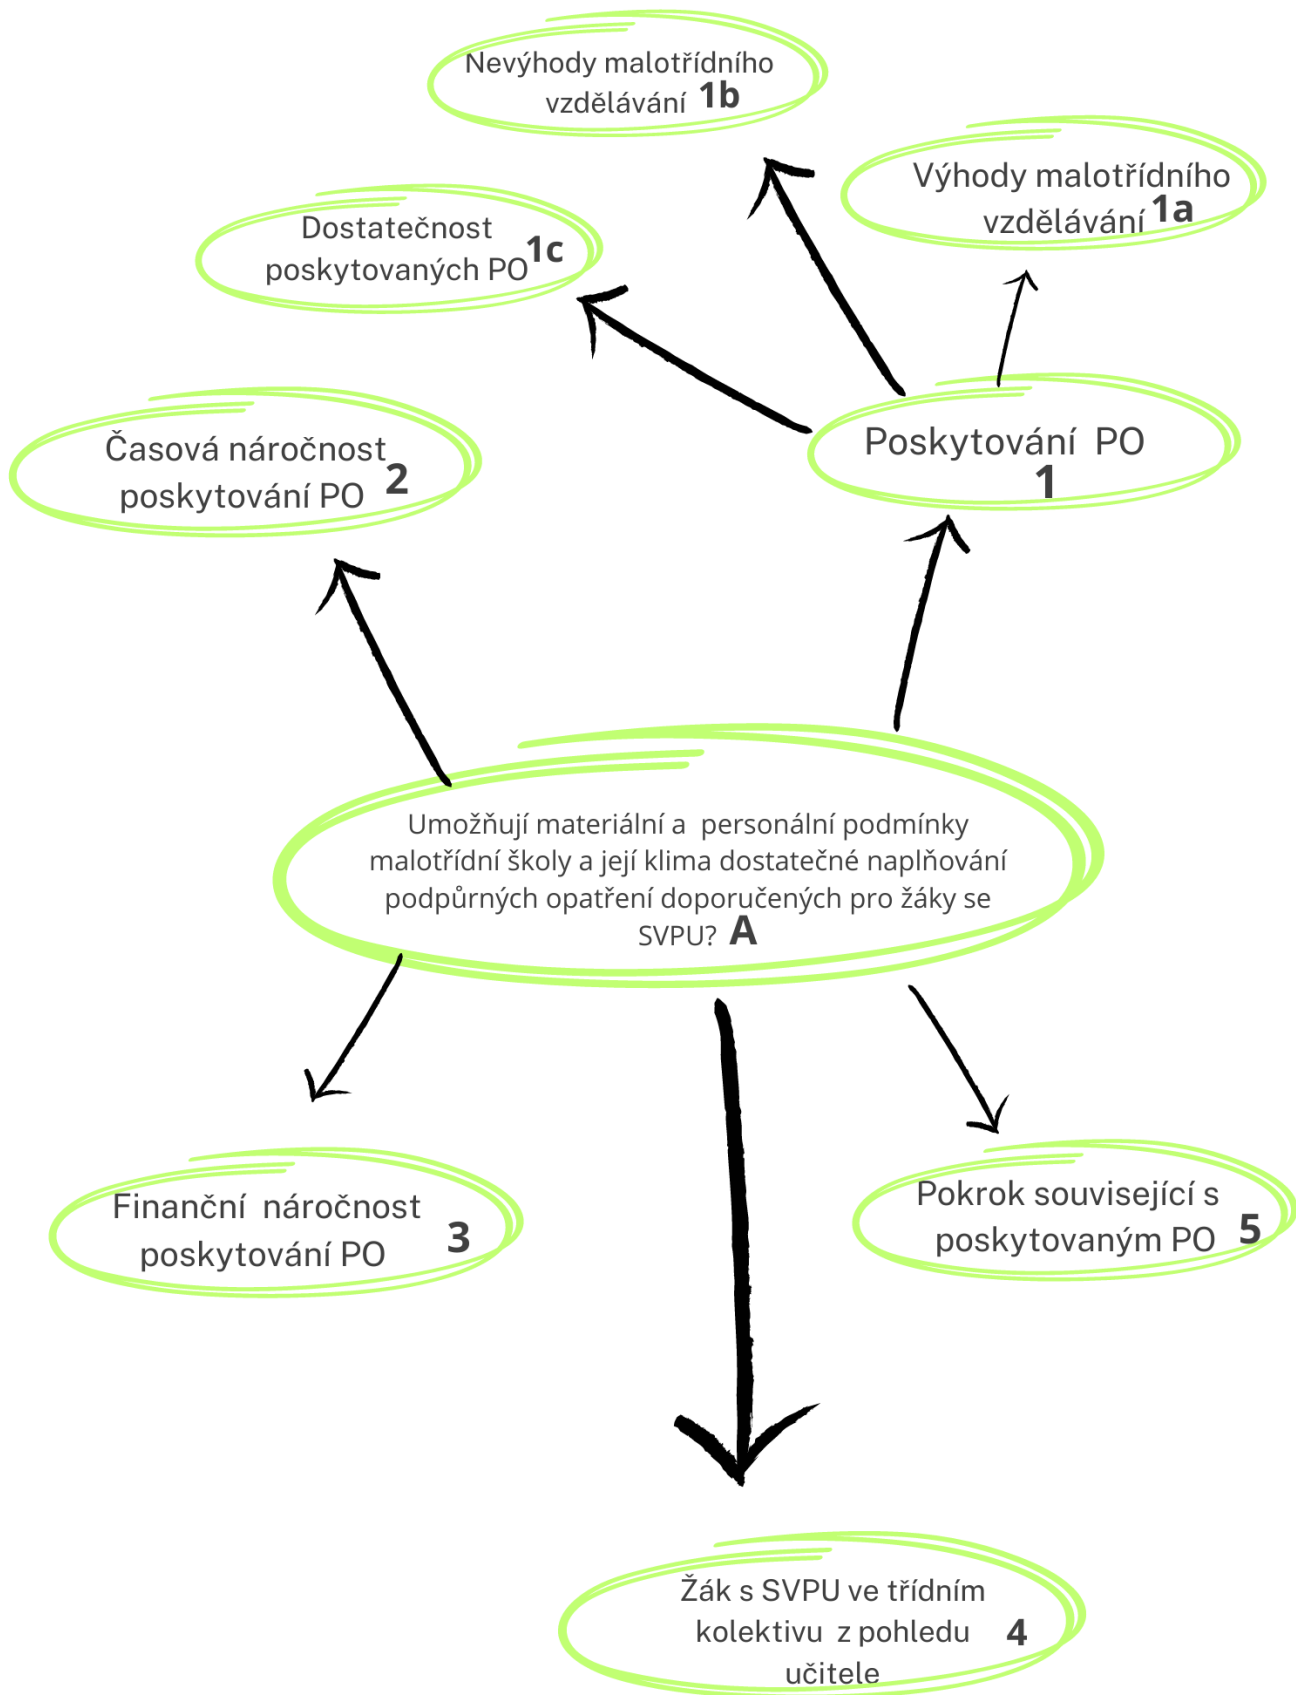 Nevýhody malotřídního
vzdělávání 1b
Výhody malotřídního
vzdělávání 1a
Dostatečnost
poskytovaných PO 1c
Časová náročnost
poskytování PO 2
Poskytování PO
1
Umožňují materiální a personální podmínky
malotřídní školy a její klima dostatečné naplňování
podpůrných opatření doporučených pro žáky se
SVPU? A
Finanční náročnost
poskytování PO 3
Pokrok související s
poskytovaným PO 5
Žák s SVPU ve třídním
kolektivu z pohledu 4
učitele